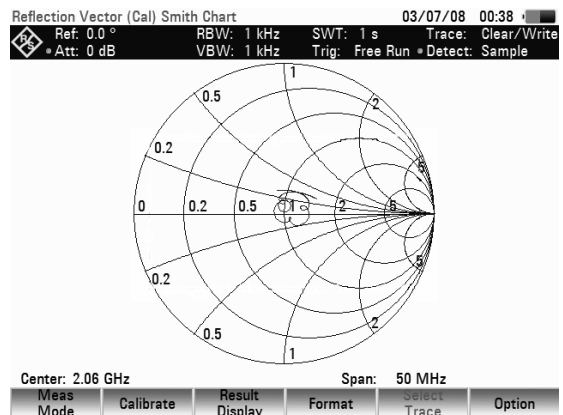 Reflection Vector (Cal) Smith Chart 03/07/08 00:38
Ref: 0.0 ° RBW: 1 kHz SWT: 1 s Trace: Clear/Write
Att: 0 dB VBW: 1 kHz Trig: Free Run Detect: Sample
1
0.5 2
0.2 5
0 0.2 0.5 1 2 5
0.2 5
0.5 2
1
Center: 2.06 GHz Span: 50 MHz
Meas Mode
Calibrate
Result Display
Format
Select Trace
Option